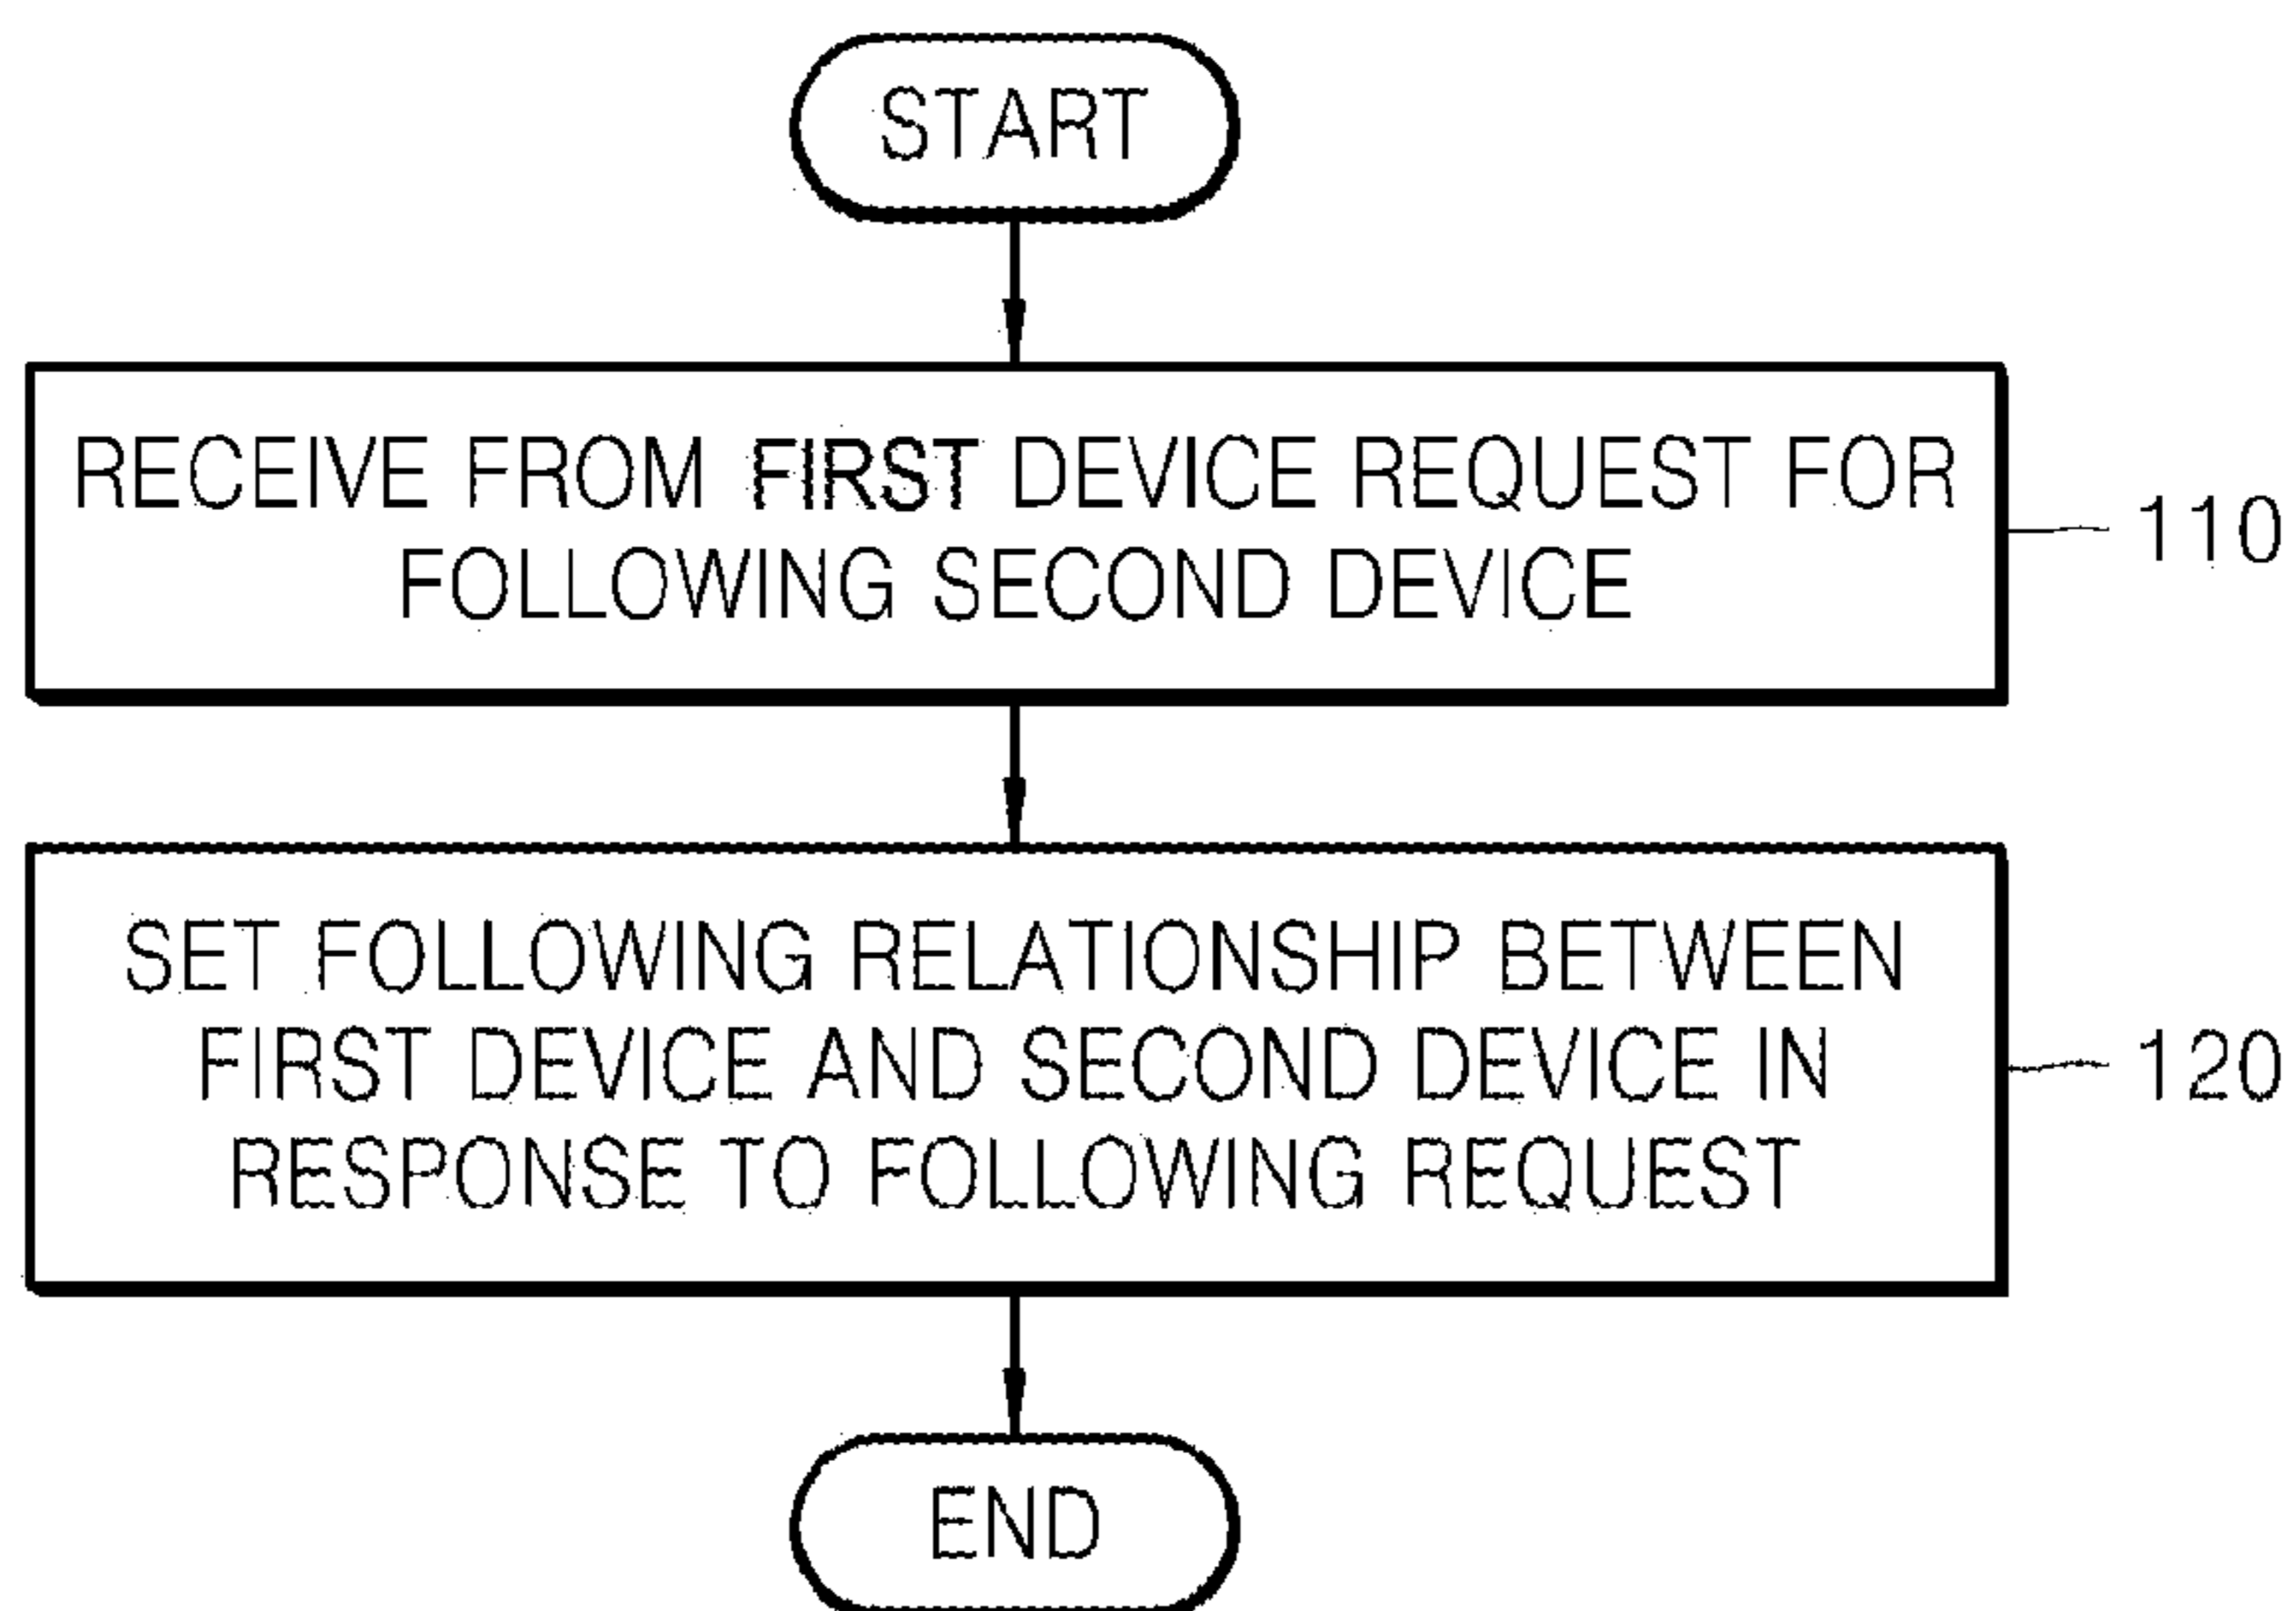 START
RECEIVE FROM FIRST DEVICE REQUEST FOR
FOLLOWING SECOND DEVICE
110
SET FOLLOWING RELATIONSHIP BETWEEN
FIRST DEVICE AND SECOND DEVICE IN
RESPONSE TO FOLLOWING REQUEST
120
END